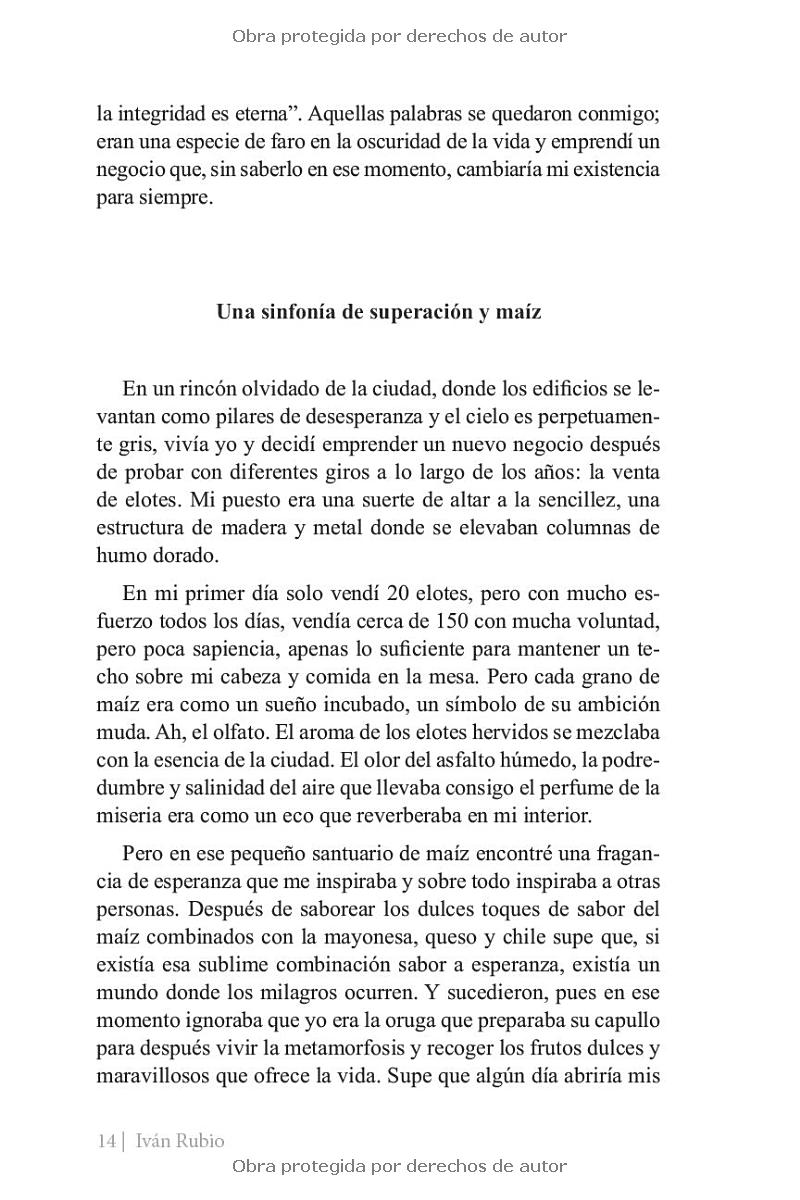 Obra protegida por derechos de autor
la integridad es eterna”. Aquellas palabras se quedaron conmigo;
eran una especie de faro en la oscuridad de la vida y emprendí un
negocio que, sin saberlo en ese momento, cambiaría mi existencia
para siempre.
Una sinfonía de superación y maíz
En un rincón olvidado de la ciudad, donde los edificios se le-
vantan como pilares de desesperanza y el cielo es perpetuamen-
te gris, vivía yo y decidí emprender un nuevo negocio después
de probar con diferentes giros a lo largo de los años: la venta
de elotes. Mi puesto era una suerte de altar a la sencillez, una
estructura de madera y metal donde se elevaban columnas de
humo dorado.
En mi primer día solo vendí 20 elotes, pero con mucho es-
fuerzo todos los días, vendía cerca de 150 con mucha voluntad,
pero poca sapiencia, apenas lo suficiente para mantener un te-
cho sobre mi cabeza y comida en la mesa. Pero cada grano de
maíz era como un sueño incubado, un símbolo de su ambición
muda. Ah, el olfato. El aroma de los elotes hervidos se mezclaba
con la esencia de la ciudad. El olor del asfalto húmedo, la podre-
dumbre y salinidad del aire que llevaba consigo el perfume de la
miseria era como un eco que reverberaba en mi interior.
Pero en ese pequeño santuario de maíz encontré una fragan-
cia de esperanza que me inspiraba y sobre todo inspiraba a otras
personas. Después de saborear los dulces toques de sabor del
maíz combinados con la mayonesa, queso y chile supe que, si
existía esa sublime combinación sabor a esperanza, existía un
mundo donde los milagros ocurren. Y sucedieron, pues en ese
momento ignoraba que yo era la oruga que preparaba su capullo
para después vivir la metamorfosis y recoger los frutos dulces y
maravillosos que ofrece la vida. Supe que algún día abriría mis
14 | Iván Rubio
Obra protegida por derechos de autor